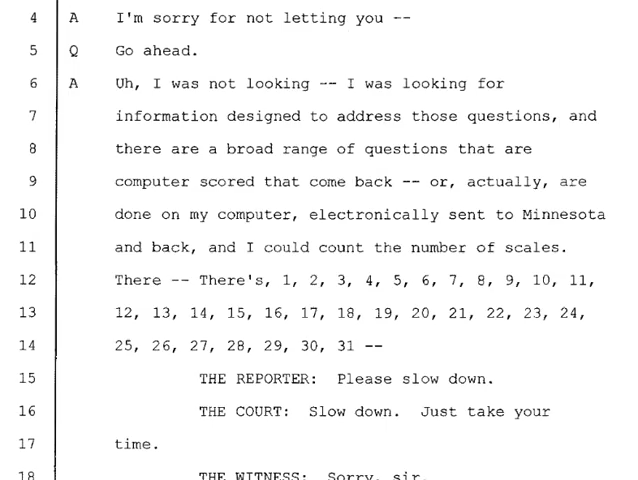 4 A I'm sorry for not letting you --
5 Q Go ahead.
6 A Uh, I was not looking -- I was looking for
7 information designed to address those questions, and
8 there are a broad range of questions that are
9 computer scored that come back -- or, actually, are
10 done on my computer, electronically sent to Minnesota
11 and back, and I could count the number of scales.
12 There -- There's, 1, 2, 3, 4, 5, 6, 7, 8, 9, 10, 11,
13 12, 13, 14, 15, 16, 17, 18, 19, 20, 21, 22, 23, 24,
14 25, 26, 27, 28, 29, 30, 31 --
15 THE REPORTER: Please slow down.
16 THE COURT: Slow down. Just take your
17 time.
18 THE WITNESS: Sorry, sir.